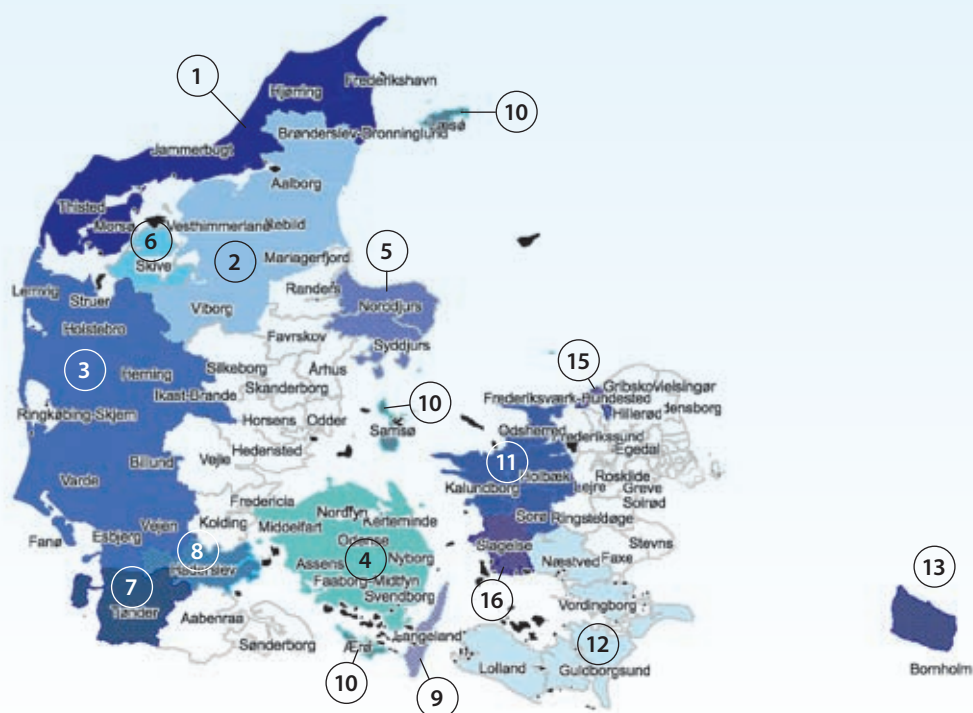 1
Frederikshavn
Hjørring
10
Læsø
Brønderslev-Bronninglund
Jammerbugt
Aalborg
Thisted
Morsø
Vesthimmerland
Rebild
6
2
5
Skive
Mariagerfjord
Lemvig
Struer
Randers
Norddjurs
Viborg
Holstebro
Favrskov
Syddjurs
15
3
Herning
Silkeborg
Århus
Gribskov
Helsingør
Ikast-Brande
Skanderborg
10
Frederiksværk-Hundested
Hillerød
Ringkøbing-Skjern
Horsens
Odder
Samsø
Odsherred
Frederikssund
Egedal
Hedensted
Vejle
11
Billund
Holbæk
Roskilde
Varde
Kalundborg
Lejre
Greve
Solrød
Fredericia
Nordfyn
Kerteminde
Sorø
Ringsted
Køge
Kolding
Middelfart
Vejen
Esbjerg
Fanø
Odense
Stevns
8
Slagelse
Næstved
Faxe
Nyborg
Assens
4
Haderslev
7
Faaborg-Midtfyn
13
Tønder
Svendborg
16
Vordingborg
Aabenraa
Langeland
12
Sønderborg
Ærø
Lolland
Guldborgsund
Bornholm
10
9